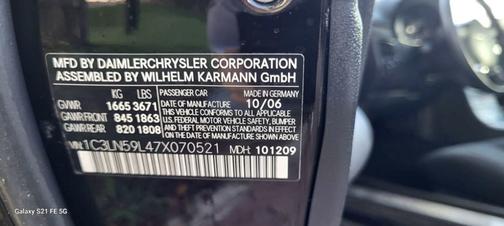 MFD BY DAIMLERCHRYSLER CORPORATION
ASSEMBLED BY WILHELM KARMANN GmbH
KG LBS PASSENGER CAR MADE IN GERMANY
GVWR 1665 3671 DATE OF MANUFACTURE 10/06
GAWR FRONT 845 1863 THIS VEHICLE CONFORMS TO ALL APPLICABLE
GAWR REAR 820 1808 U.S. FEDERAL MOTOR VEHICLE SAFETY, BUMPER
AND THEFT PREVENTION STANDARDS IN EFFECT ON
THE DATE OF MANUFACTURE SHOWN ABOVE.
VIN: 1C3LN59L47X070521 MDH: 101209
Galaxy S21 FE 5G